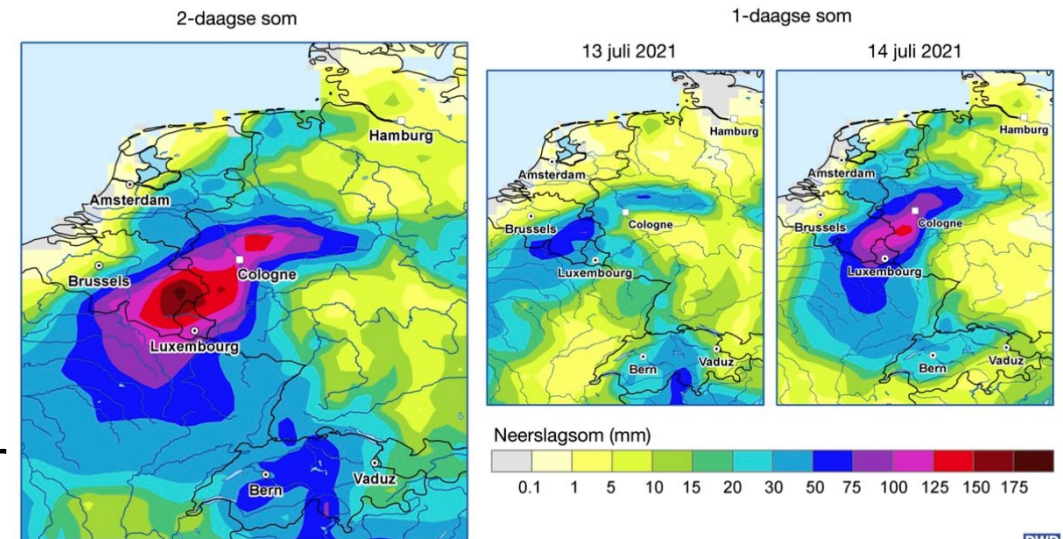 2-daagse som
Hamburg
Amsterdam
Brussels
Cologne
Luxembourg
Bern
Vaduz
1-daagse som
13 juli 2021
14 juli 2021
Hamburg
Amsterdam
Brussels
Cologne
Luxembourg
Bern
Vaduz
Hamburg
Amsterdam
Brussels
Cologne
Luxembourg
Bern
Vaduz
Neerslagsom (mm)
0.1 1 5 10 15 20 30 50 75 100 125 150 175